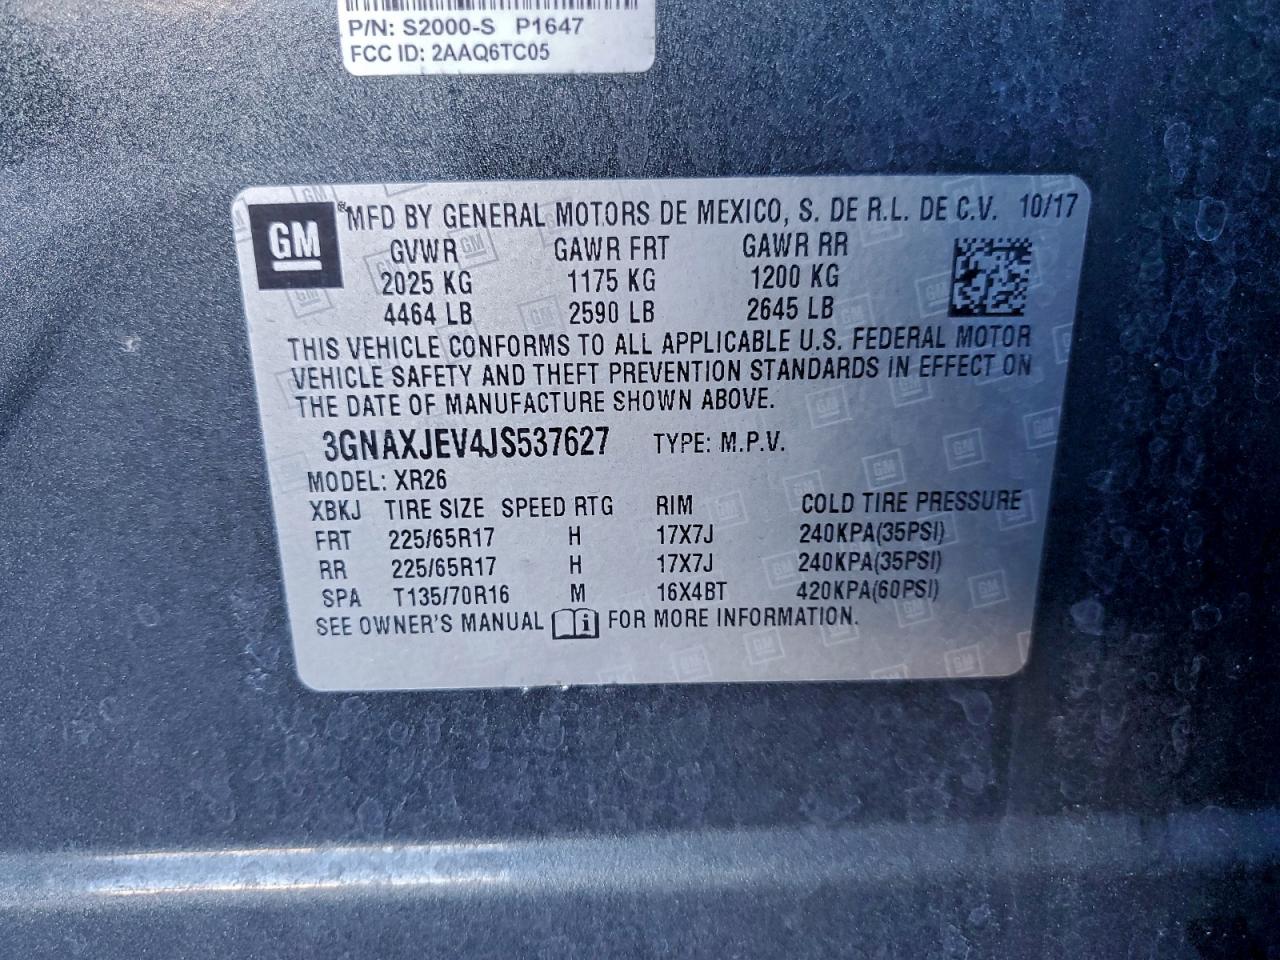 P/N: S2000-S P1647
FCC ID: 2AAQ6TC05
GM ® MFD BY GENERAL MOTORS DE MEXICO, S. DE R.L. DE C.V. 10/17
GVWR GAWR FRT GAWR RR
2025 KG 1175 KG 1200 KG
4464 LB 2590 LB 2645 LB
THIS VEHICLE CONFORMS TO ALL APPLICABLE U.S. FEDERAL MOTOR
VEHICLE SAFETY AND THEFT PREVENTION STANDARDS IN EFFECT ON
THE DATE OF MANUFACTURE SHOWN ABOVE.
3GNAXJEV4JS537627 TYPE: M.P.V.
MODEL: XR26
XBKJ TIRE SIZE SPEED RTG RIM COLD TIRE PRESSURE
FRT 225/65R17 H 17X7J 240KPA(35PSI)
RR 225/65R17 H 17X7J 240KPA(35PSI)
SPA T135/70R16 M 16X4BT 420KPA(60PSI)
SEE OWNER'S MANUAL i FOR MORE INFORMATION.